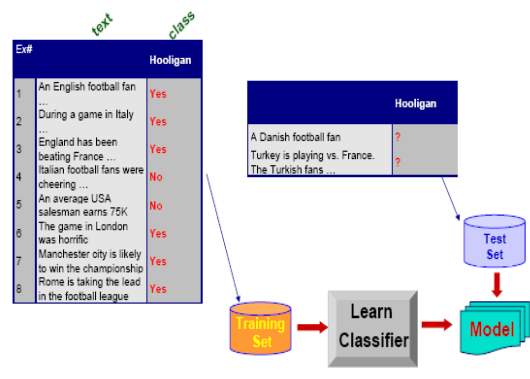 text
class
Ex#
Hooligan
1 An English football fan … Yes
2 During a game in Italy … Yes
3 England has been beating France … Yes
4 Italian football fans were cheering … No
5 An average USA salesman earns 75K No
6 The game in London was horrific Yes
7 Manchester city is likely to win the championship Yes
8 Rome is taking the lead in the football league Yes
Hooligan
A Danish football fan ?
Turkey is playing vs. France. The Turkish fans … ?
Test
Set
Training
Set
Learn
Classifier
Model